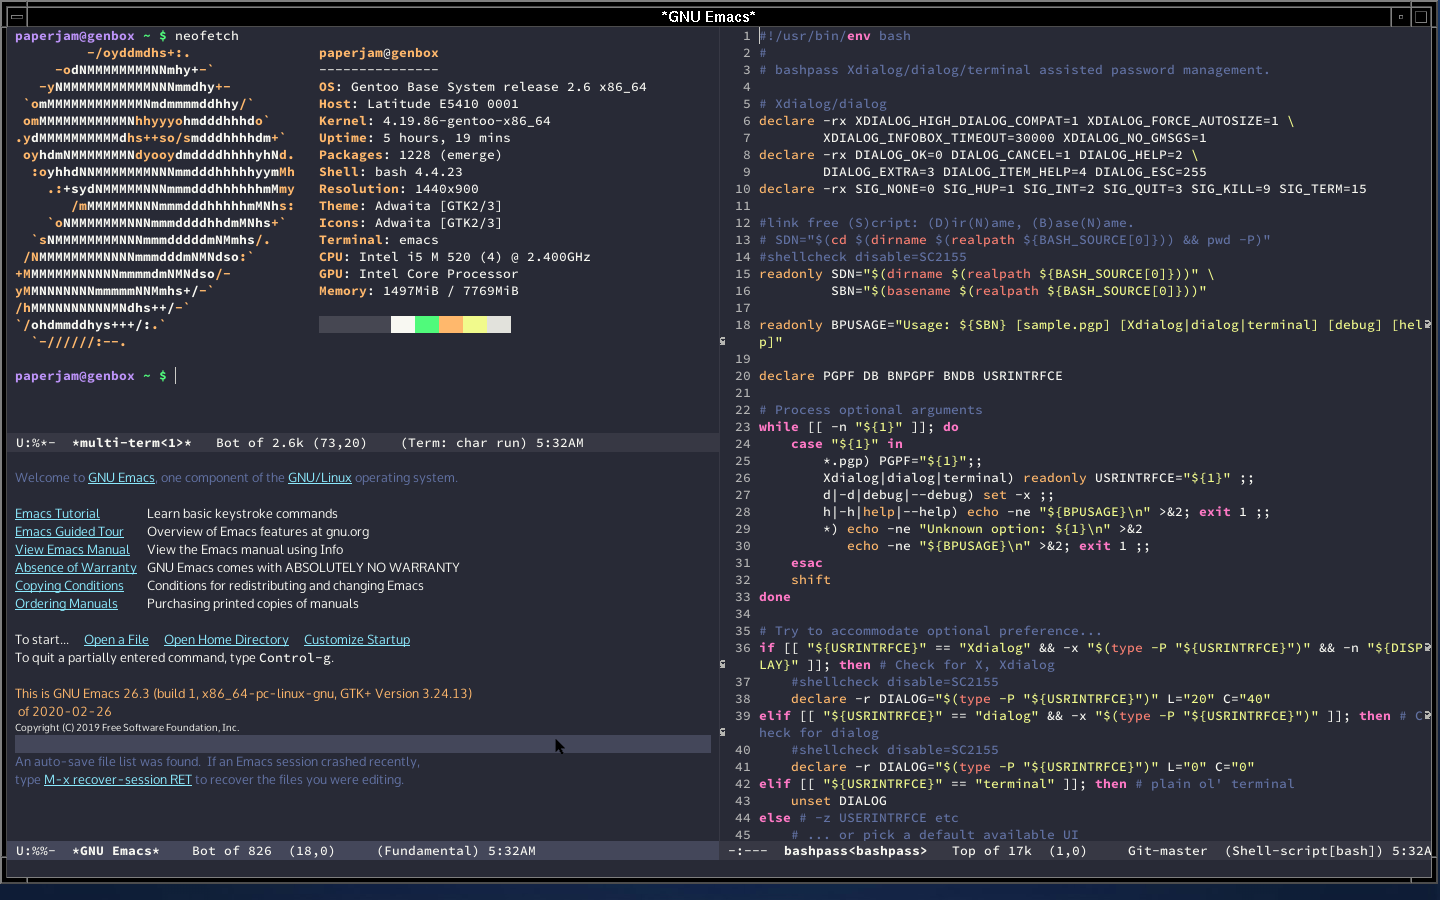 *GNU Emacs*
paperjam@genbox ~ $ neofetch
-/oyddmdhs+:.
-odNMMMMMMMMNNmhy+-`
-yNMMMMMMMMMMMNNNmmdhy+-
`omMMMMMMMMMMMMNmdmmmmddhhy/`
omMMMMMMMMMMMNhhyyyohmdddhhhdo`
.ydMMMMMMMMMMdhs++so/smdddhhhhdm+`
oyhdmNMMMMMMMNdyooydmddddhhhhyhNd.
:oyhhdNNMMMMMMMNNNmmdddhhhhhyymMh
.:+sydNMMMMMNNNmmmdddhhhhhhmMmy
/mMMMMMMNNNmmmdddhhhhhmMNhs:
`oNMMMMMMMNNNmmmddddhhdmMNhs+`
`sNMMMMMMMMNNNmmmdddddmNMmhs/.
/NMMMMMMMMNNNNmmmdddmNMNdso:`
+MMMMMMMNNNNNmmmmdmNMNdso/-
yMMNNNNNNNmmmmmNNMmhs+/-`
/hMMNNNNNNNNMNdhs++/-`
`/ohdmmddhys+++/:.`
`-//////:--.
paperjam@genbox
---------------
OS: Gentoo Base System release 2.6 x86_64
Host: Latitude E5410 0001
Kernel: 4.19.86-gentoo-x86_64
Uptime: 5 hours, 19 mins
Packages: 1228 (emerge)
Shell: bash 4.4.23
Resolution: 1440x900
Theme: Adwaita [GTK2/3]
Icons: Adwaita [GTK2/3]
Terminal: emacs
CPU: Intel i5 M 520 (4) @ 2.400GHz
GPU: Intel Core Processor
Memory: 1497MiB / 7769MiB
paperjam@genbox ~ $
U:%*-  *multi-term<1>*   Bot of 2.6k (73,20)    (Term: char run) 5:32AM
Welcome to GNU Emacs, one component of the GNU/Linux operating system.
Emacs Tutorial Learn basic keystroke commands
Emacs Guided Tour Overview of Emacs features at gnu.org
View Emacs Manual View the Emacs manual using Info
Absence of Warranty GNU Emacs comes with ABSOLUTELY NO WARRANTY
Copying Conditions Conditions for redistributing and changing Emacs
Ordering Manuals Purchasing printed copies of manuals
To start... Open a File Open Home Directory Customize Startup
To quit a partially entered command, type Control-g.
This is GNU Emacs 26.3 (build 1, x86_64-pc-linux-gnu, GTK+ Version 3.24.13)
of 2020-02-26
Copyright (C) 2019 Free Software Foundation, Inc.
An auto-save file list was found. If an Emacs session crashed recently,
type M-x recover-session RET to recover the files you were editing.
U:%%-  *GNU Emacs*    Bot of 826  (18,0)     (Fundamental) 5:32AM
1 #!/usr/bin/env bash
2 #
3 # bashpass Xdialog/dialog/terminal assisted password management.
4
5 # Xdialog/dialog
6 declare -rx XDIALOG_HIGH_DIALOG_COMPAT=1 XDIALOG_FORCE_AUTOSIZE=1 \
7         XDIALOG_INFOBOX_TIMEOUT=30000 XDIALOG_NO_GMSGS=1
8 declare -rx DIALOG_OK=0 DIALOG_CANCEL=1 DIALOG_HELP=2 \
9         DIALOG_EXTRA=3 DIALOG_ITEM_HELP=4 DIALOG_ESC=255
10 declare -rx SIG_NONE=0 SIG_HUP=1 SIG_INT=2 SIG_QUIT=3 SIG_KILL=9 SIG_TERM=15
11
12 #link free (S)cript: (D)ir(N)ame, (B)ase(N)ame.
13 # SDN="$(cd $(dirname $(realpath ${BASH_SOURCE[0]})) && pwd -P)"
14 #shellcheck disable=SC2155
15 readonly SDN="$(dirname $(realpath ${BASH_SOURCE[0]}))" \
16          SBN="$(basename $(realpath ${BASH_SOURCE[0]}))"
17
18 readonly BPUSAGE="Usage: ${SBN} [sample.pgp] [Xdialog|dialog|terminal] [debug] [hel
p]"
19
20 declare PGPF DB BNPGPF BNDB USRINTRFCE
21
22 # Process optional arguments
23 while [[ -n "${1}" ]]; do
24     case "${1}" in
25         *.pgp) PGPF="${1}";;
26         Xdialog|dialog|terminal) readonly USRINTRFCE="${1}" ;;
27         d|-d|debug|--debug) set -x ;;
28         h|-h|help|--help) echo -ne "${BPUSAGE}\n" >&2; exit 1 ;;
29         *) echo -ne "Unknown option: ${1}\n" >&2
30            echo -ne "${BPUSAGE}\n" >&2; exit 1 ;;
31     esac
32     shift
33 done
34
35 # Try to accommodate optional preference...
36 if [[ "${USRINTRFCE}" == "Xdialog" && -x "$(type -P "${USRINTRFCE}")" && -n "${DISP
LAY}" ]]; then # Check for X, Xdialog
37     #shellcheck disable=SC2155
38     declare -r DIALOG="$(type -P "${USRINTRFCE}")" L="20" C="40"
39 elif [[ "${USRINTRFCE}" == "dialog" && -x "$(type -P "${USRINTRFCE}")" ]]; then # C
heck for dialog
40     #shellcheck disable=SC2155
41     declare -r DIALOG="$(type -P "${USRINTRFCE}")" L="0" C="0"
42 elif [[ "${USRINTRFCE}" == "terminal" ]]; then # plain ol' terminal
43     unset DIALOG
44 else # -z USERINTRFCE etc
45     # ... or pick a default available UI
-:---  bashpass<bashpass>   Top of 17k  (1,0)     Git-master  (Shell-script[bash]) 5:32A